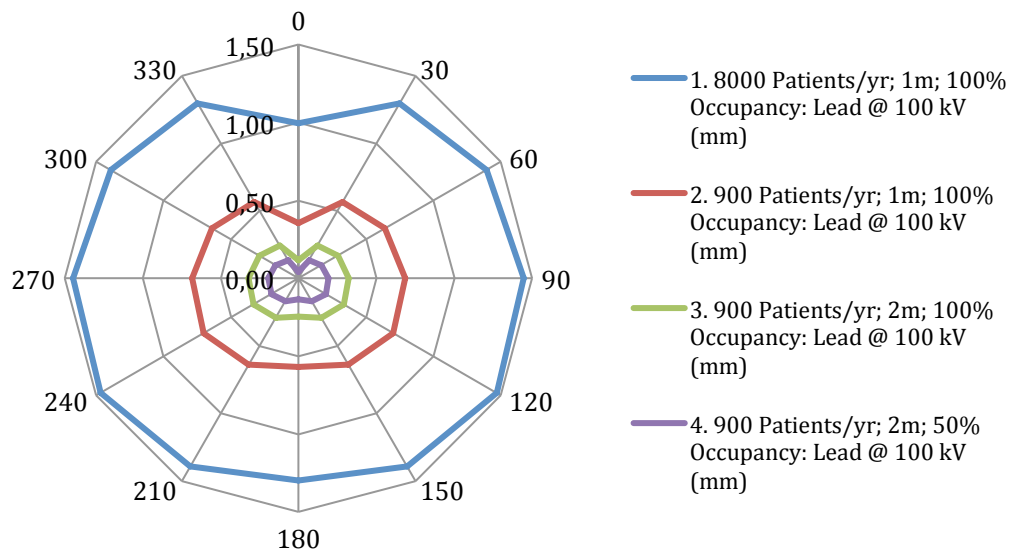 0
1,50
330
30
1,00
300
60
0,50
270
0,00
90
240
120
210
150
180
1. 8000 Patients/yr; 1m; 100%
Occupancy: Lead @ 100 kV
(mm)
2. 900 Patients/yr; 1m; 100%
Occupancy: Lead @ 100 kV
(mm)
3. 900 Patients/yr; 2m; 100%
Occupancy: Lead @ 100 kV
(mm)
4. 900 Patients/yr; 2m; 50%
Occupancy: Lead @ 100 kV
(mm)